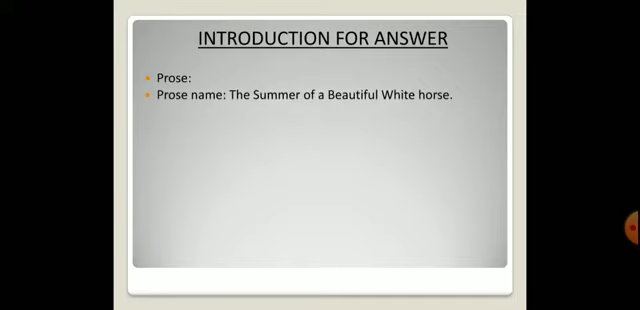 INTRODUCTION FOR ANSWER
Prose:
Prose name: The Summer of a Beautiful White horse.